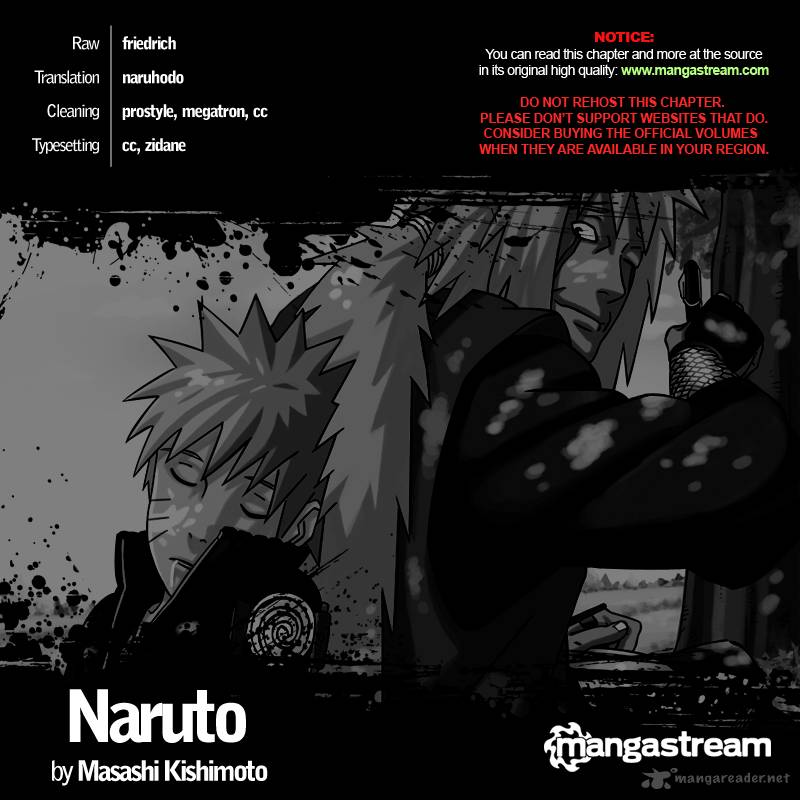 Raw friedrich
Translation naruhodo
Cleaning prostyle, megatron, cc
Typesetting cc, zidane
NOTICE:
You can read this chapter and more at the source
in its original high quality: www.mangastream.com
DO NOT REHOST THIS CHAPTER.
PLEASE DON'T SUPPORT WEBSITES THAT DO.
CONSIDER BUYING THE OFFICIAL VOLUMES
WHEN THEY ARE AVAILABLE IN YOUR REGION.
Naruto
by Masashi Kishimoto
mangastream
mangareader.net